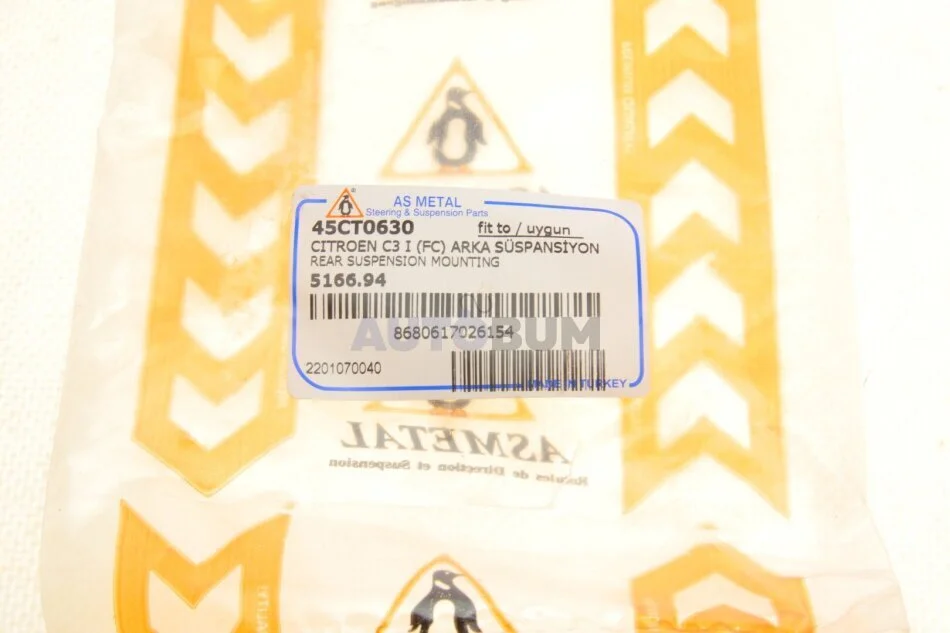 AS METAL
Steering & Suspension Parts
45CT0630 fit to / uygun
CITROEN C3 I (FC) ARKA SÜSPANSİYON
REAR SUSPENSION MOUNTING
5166.94
AUTOBUM
8680617026154
2201070040
MADE IN TURKEY
ASMETAL
Rotules de Direction et Suspension